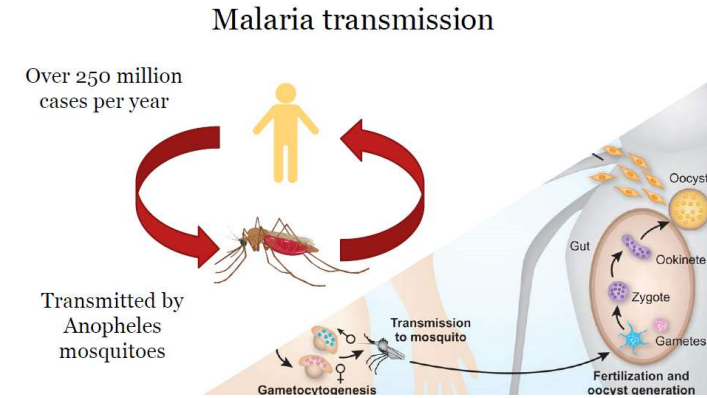 Malaria transmission
Over 250 million
cases per year
Transmitted by
Anopheles
mosquitoes
Oocyst
Gut
Ookinete
Zygote
Gametes
Transmission
to mosquito
Gametocytogenesis
Fertilization and
oocyst generation